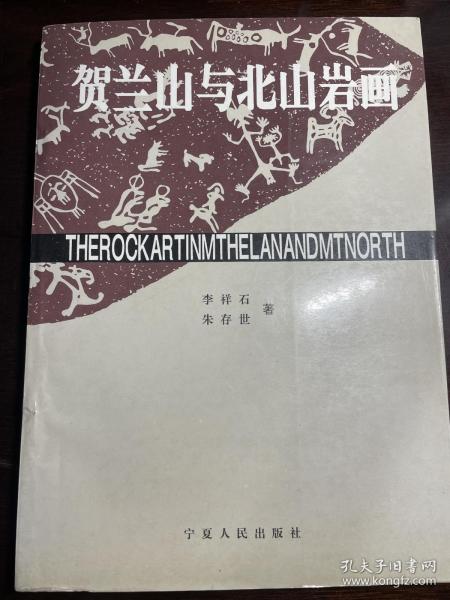 贺兰山与北山岩画
THEROCKARTINMTHELANANDMTNORTH
李祥石
朱存世
著
宁夏人民出版社
孔夫子旧书网
www.kongfz.com